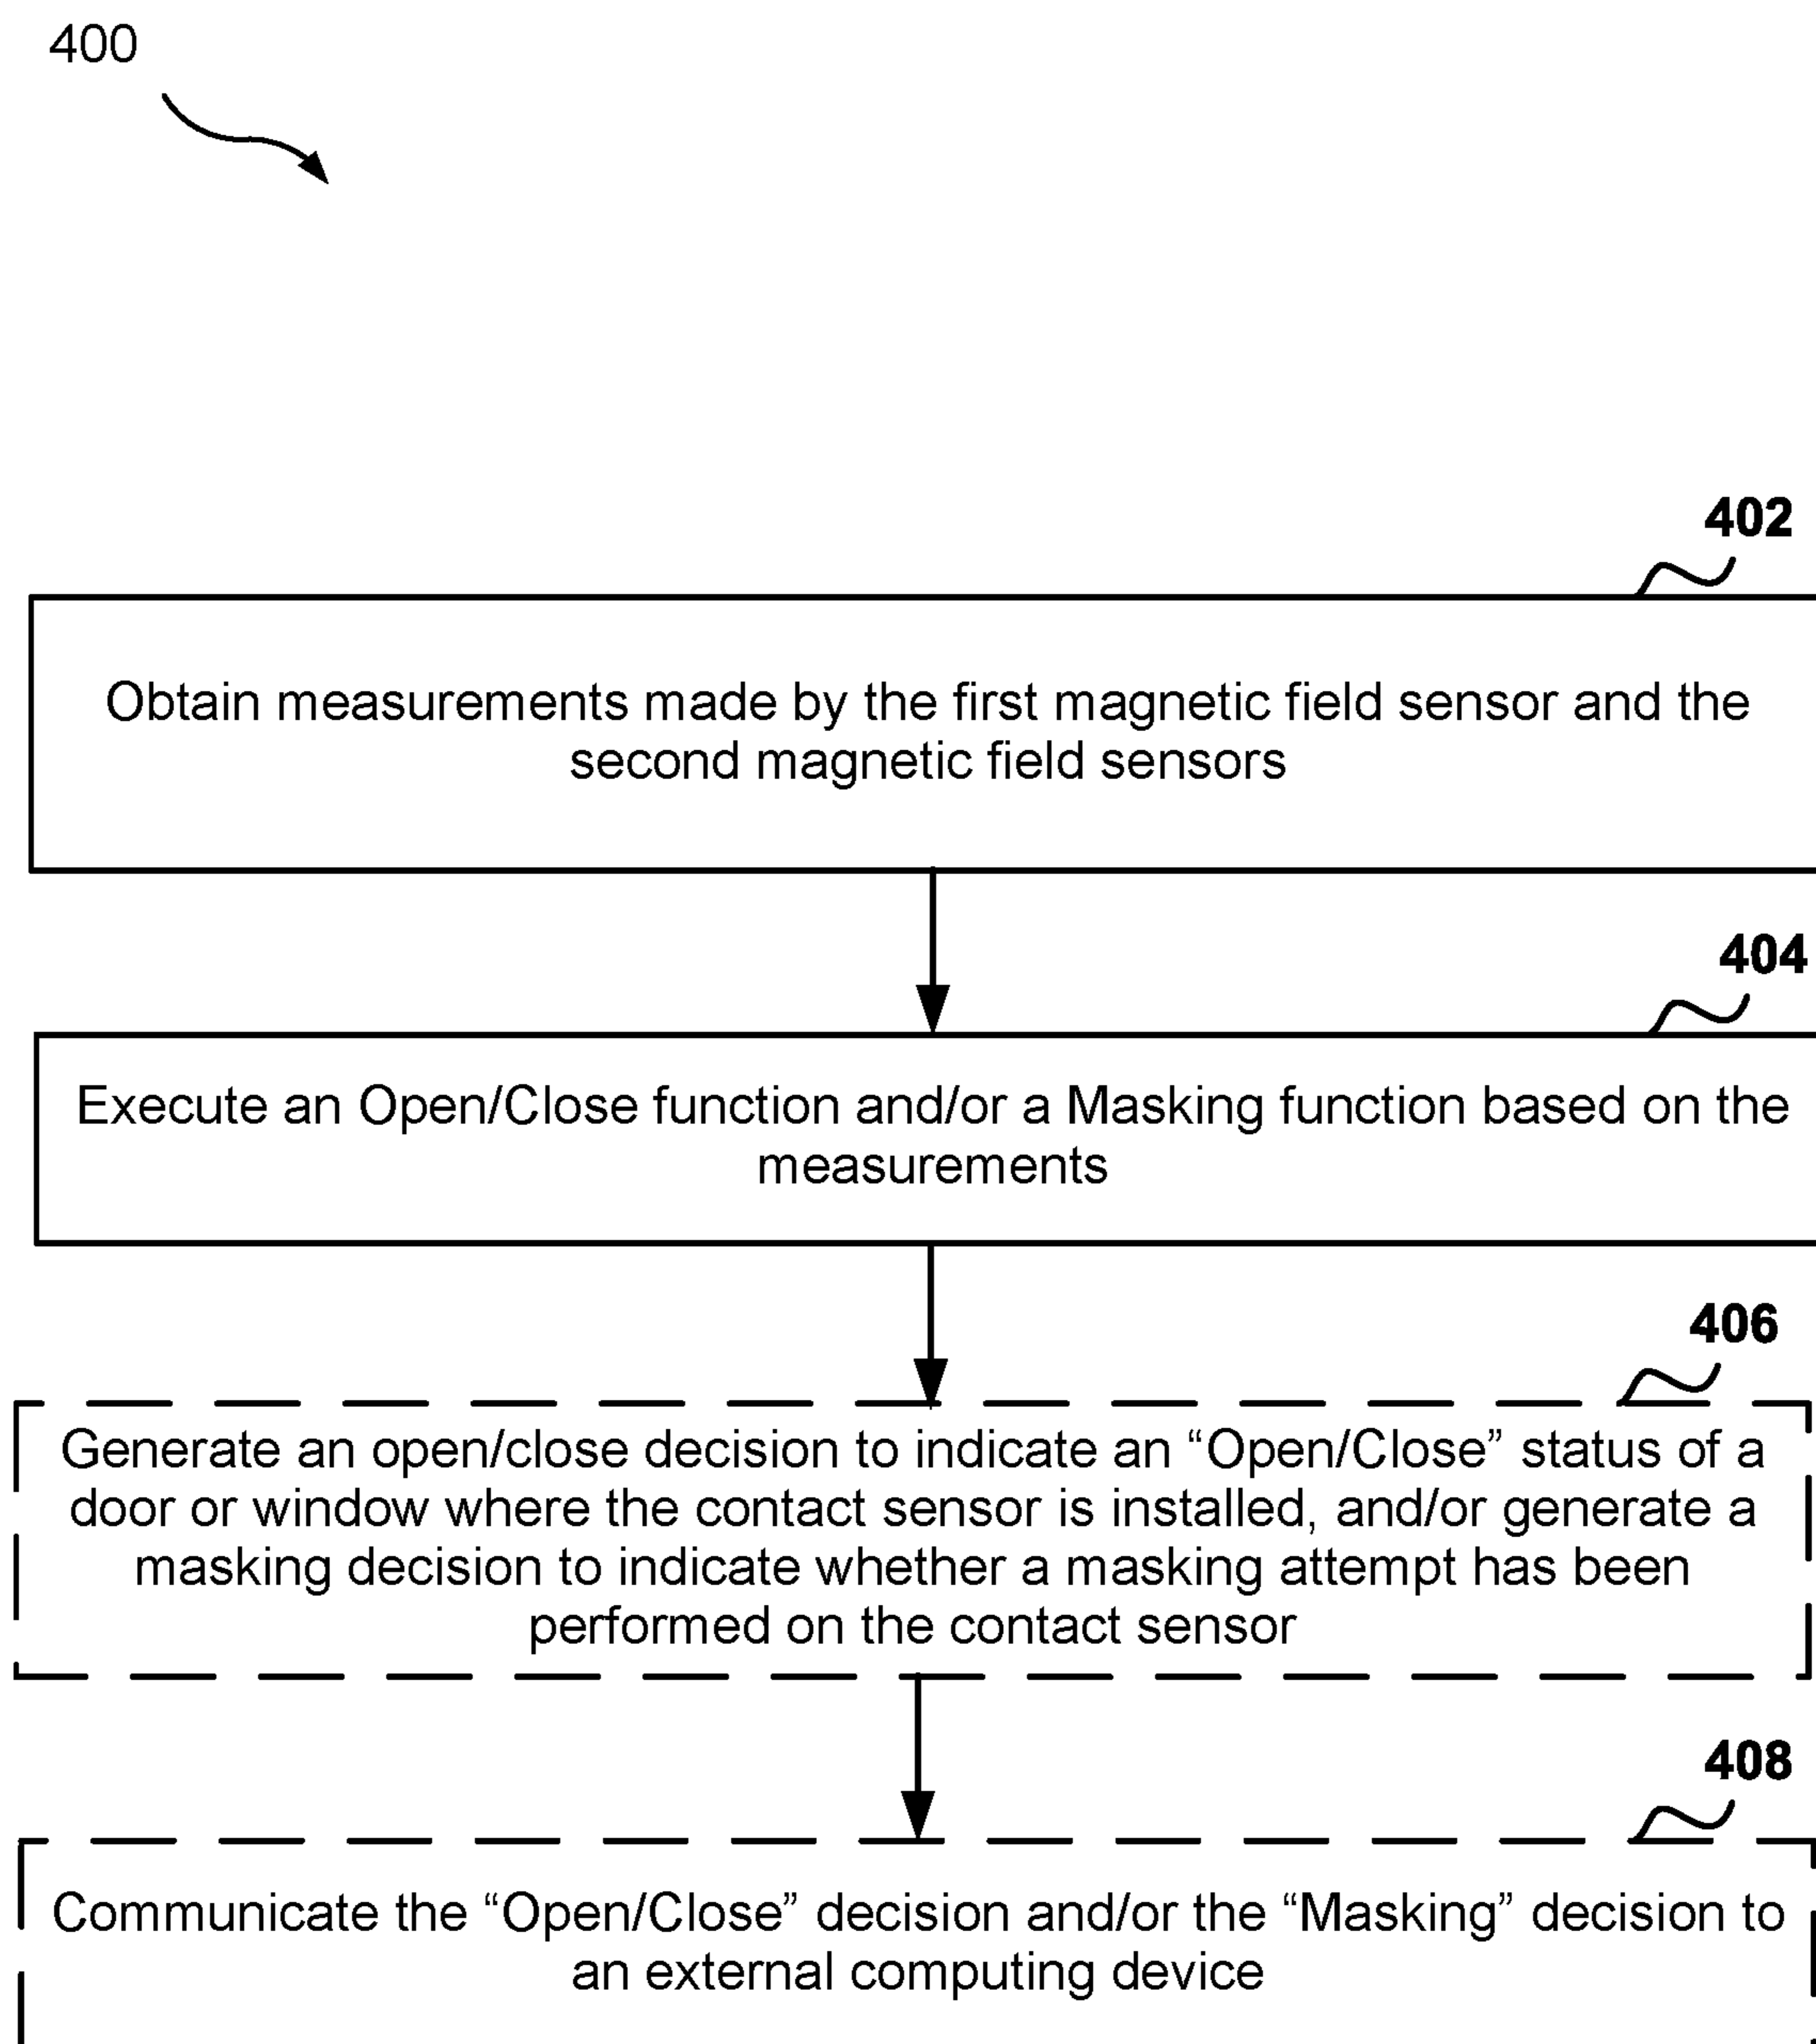 400
402
Obtain measurements made by the first magnetic field sensor and the
second magnetic field sensors
404
Execute an Open/Close function and/or a Masking function based on the
measurements
406
Generate an open/close decision to indicate an “Open/Close” status of a
door or window where the contact sensor is installed, and/or generate a
masking decision to indicate whether a masking attempt has been
performed on the contact sensor
408
Communicate the “Open/Close” decision and/or the “Masking” decision to
an external computing device